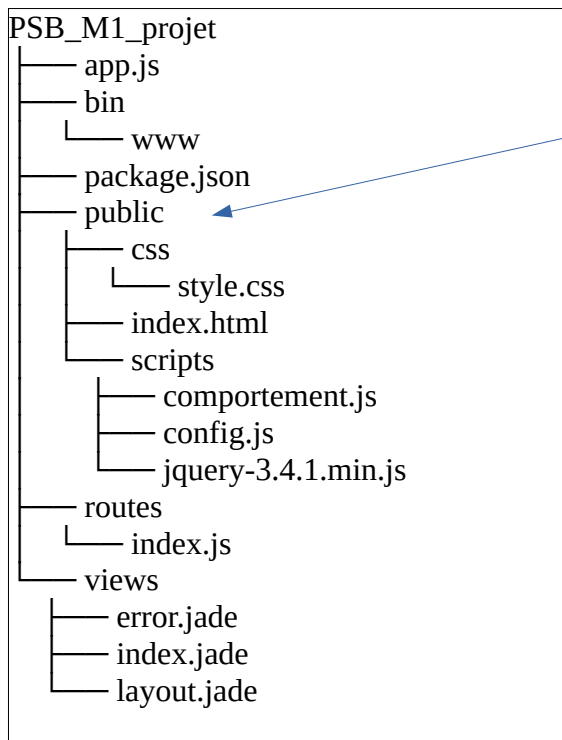 PSB_M1_projet
├── app.js
├── bin
│   └── www
├── package.json
├── public
│   ├── css
│   │   └── style.css
│   ├── index.html
│   └── scripts
│       ├── comportement.js
│       ├── config.js
│       └── jquery-3.4.1.min.js
├── routes
│   └── index.js
└── views
    ├── error.jade
    ├── index.jade
    └── layout.jade